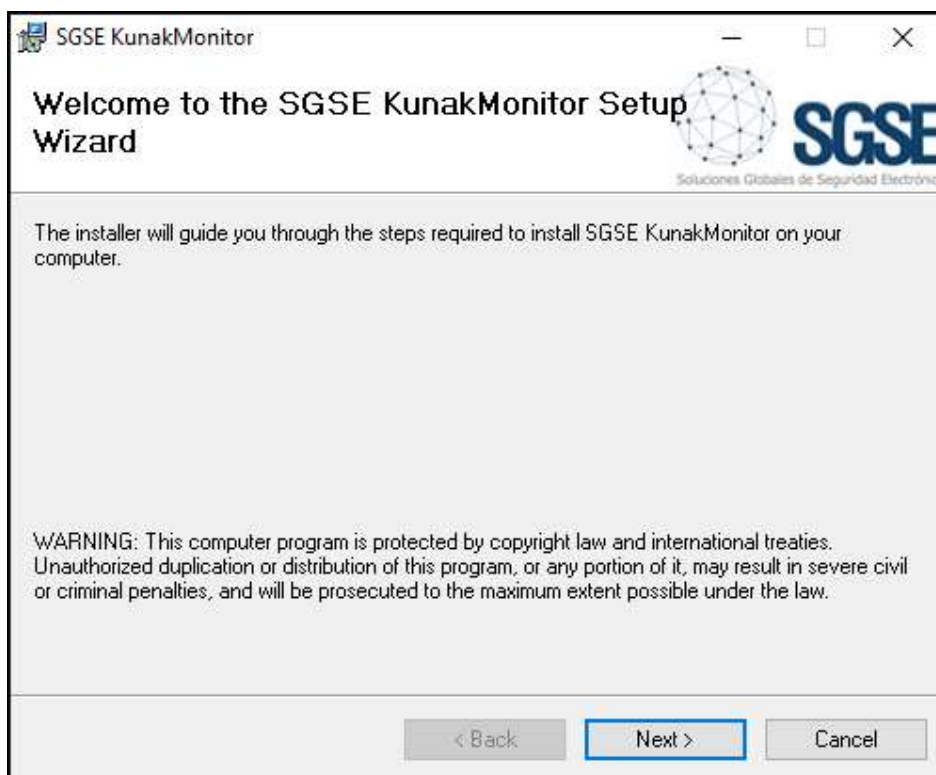 SGSE KunakMonitor
Welcome to the SGSE KunakMonitor Setup
Wizard
SGSE
Soluciones Globales de Seguridad
The installer will guide you through the steps required to install SGSE KunakMonitor on your
computer.
WARNING: This computer program is protected by copyright law and international treaties.
Unauthorized duplication or distribution of this program, or any portion of it, may result in severe civil
or criminal penalties, and will be prosecuted to the maximum extent possible under the law.
< Back
Next >
Cancel